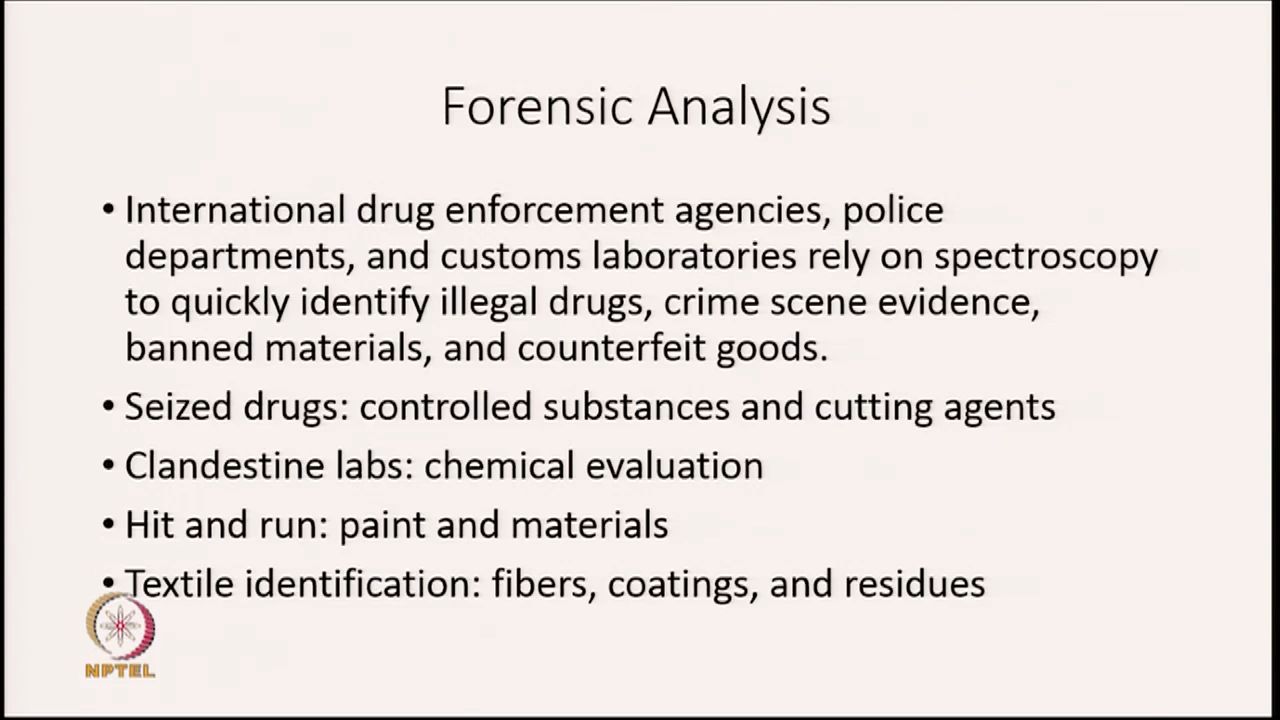 Forensic Analysis
• International drug enforcement agencies, police
departments, and customs laboratories rely on spectroscopy
to quickly identify illegal drugs, crime scene evidence,
banned materials, and counterfeit goods.
• Seized drugs: controlled substances and cutting agents
• Clandestine labs: chemical evaluation
• Hit and run: paint and materials
• Textile identification: fibers, coatings, and residues
NPTEL